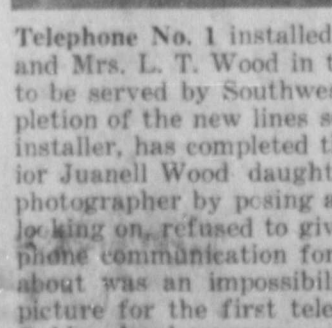 Telephone No. 1 installed
and Mrs. L. T. Wood in t
to be served by Southwe
pletion of the new lines s
installer, has completed t
ior Juanell Wood daught
photographer by pcsing a
looking on, refused to giv
phone communication for
about was an impossibil
picture for the first tele